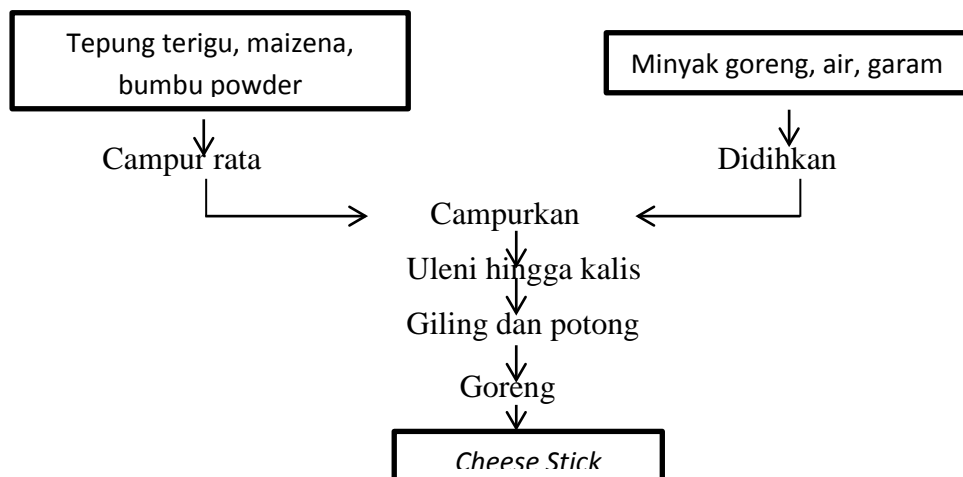 Tepung terigu, maizena,
bumbu powder
Minyak goreng, air, garam
Campur rata
Didihkan
Campurkan
Uleni hingga kalis
Giling dan potong
Goreng
Cheese Stick